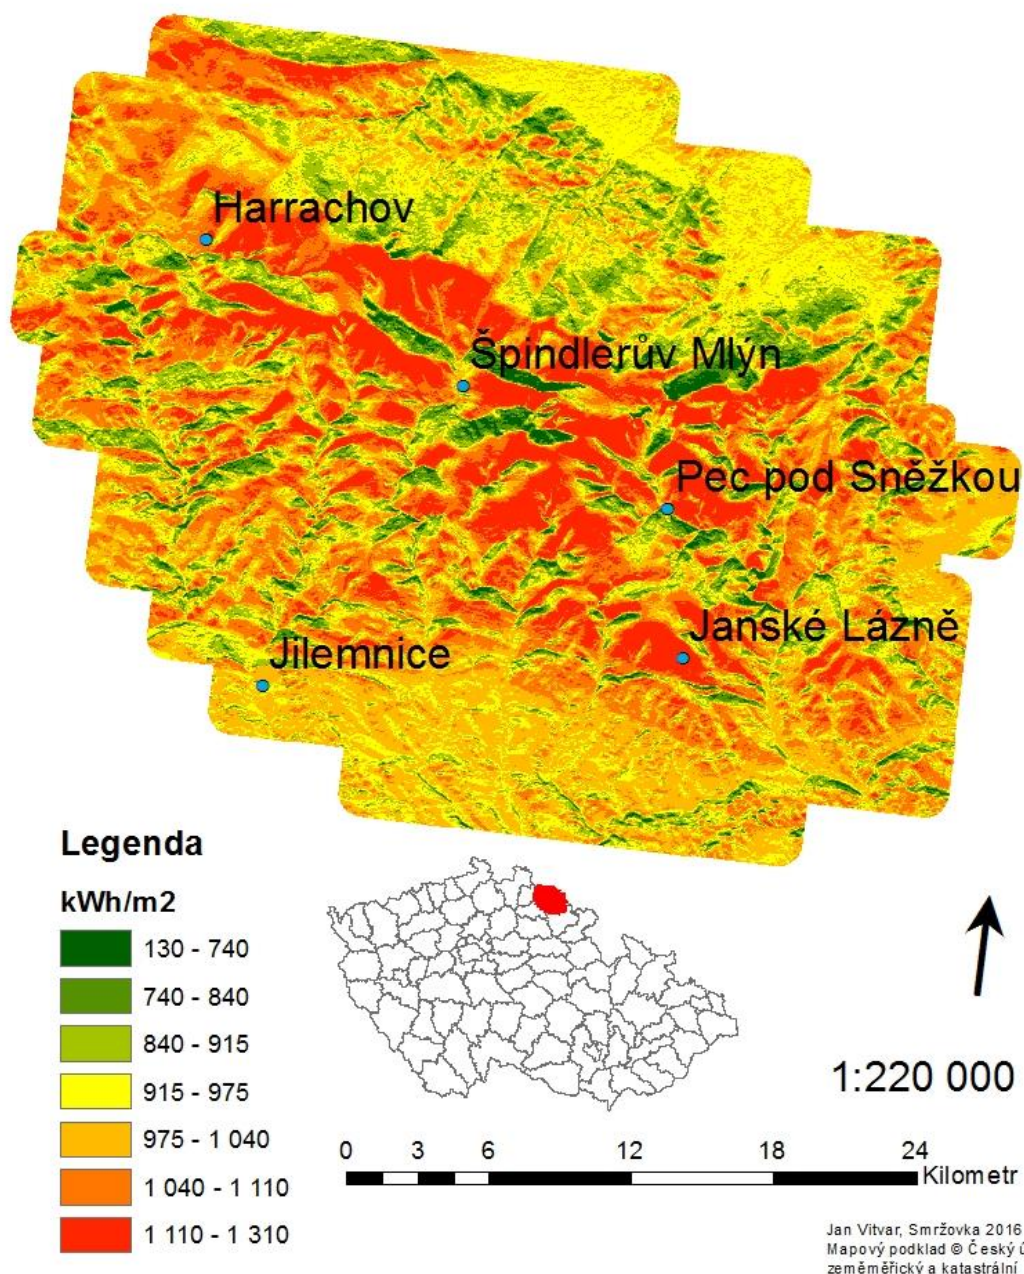 Harrachov
Špindlerův Mlýn
Pec pod Sněžkou
Janské Lázně
Jilemnice
Legenda
kWh/m2
130 - 740
740 - 840
840 - 915
915 - 975
975 - 1 040
1 040 - 1 110
1 110 - 1 310
1:220 000
0 3 6 12 18 24
Kilometr
Jan Vitvar, Smržovka 2016
Mapový podklad © Český ú
zeměměřický a katastrální